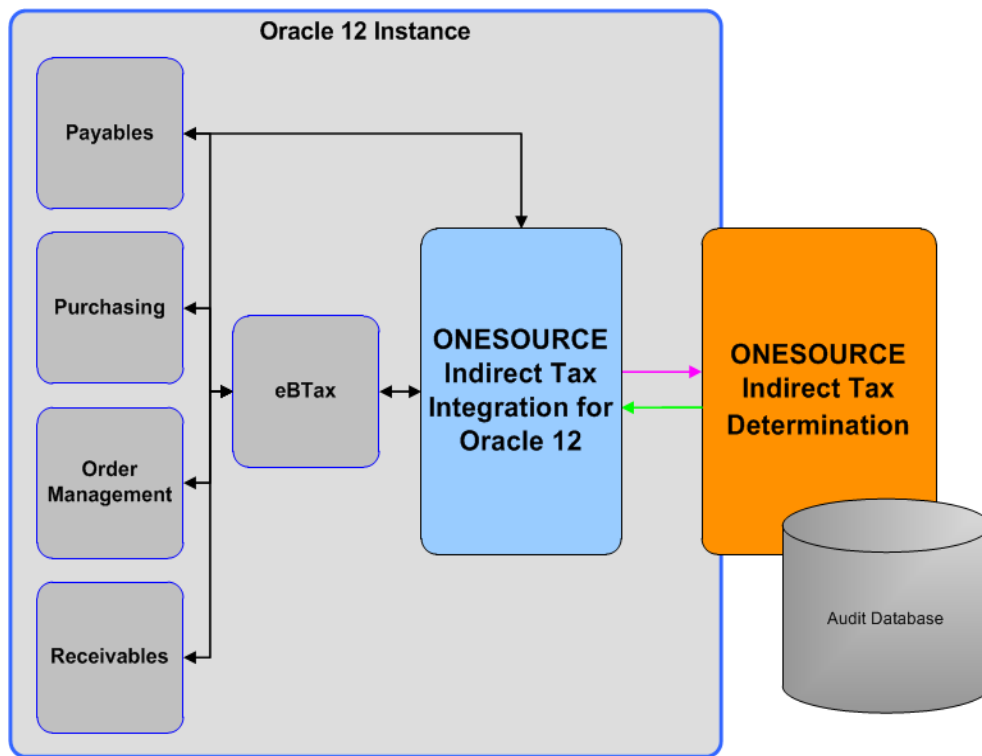 Oracle 12 Instance
Payables
Purchasing
eBTax
Order
Management
Receivables
ONESOURCE
Indirect Tax
Integration for
Oracle 12
ONESOURCE
Indirect Tax
Determination
Audit Database